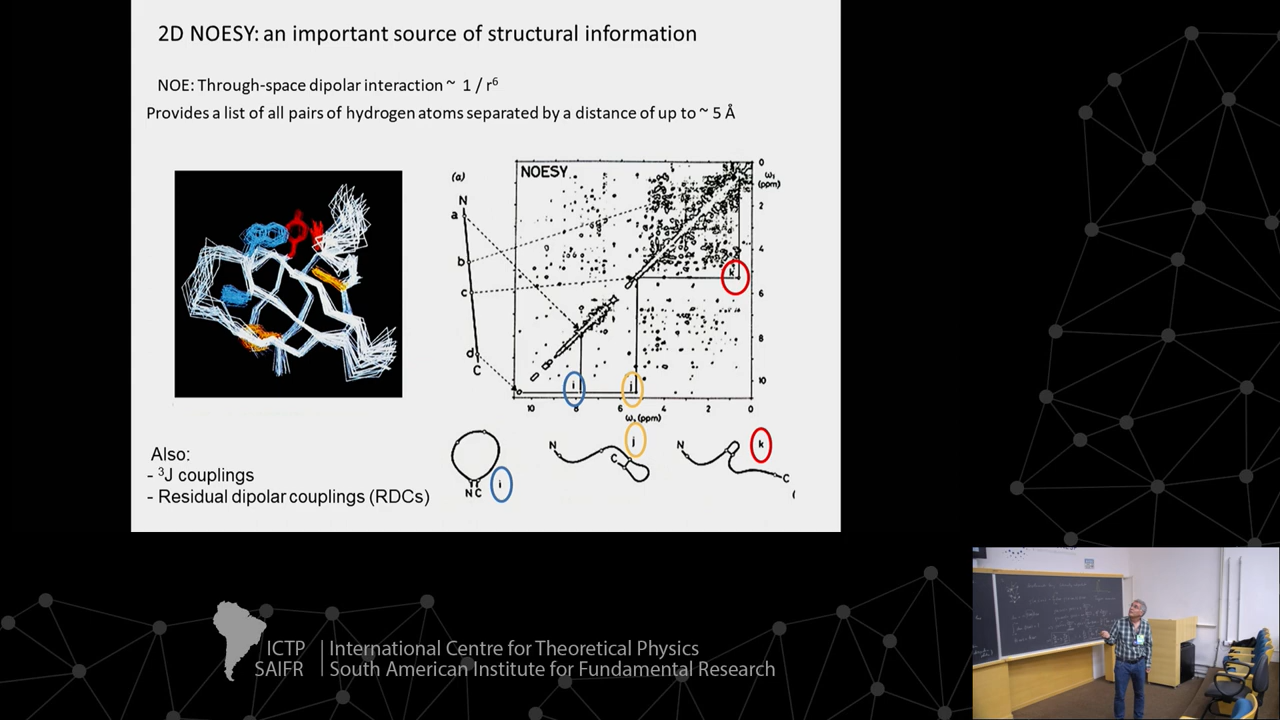 2D NOESY: an important source of structural information
NOE: Through-space dipolar interaction ~ 1 / r⁶
Provides a list of all pairs of hydrogen atoms separated by a distance of up to ~ 5 Å
(a)
NOESY
N
a
b
c
d
C
0
ω₁
(ppm)
2
4
6
8
10
k
i
j
10
8
6
4
2
0
ω₂(ppm)
Also:
- ³J couplings
- Residual dipolar couplings (RDCs)
N C
i
N
C
j
N
k
C
(
ICTP
SAIFR
International Centre for Theoretical Physics
South American Institute for Fundamental Research